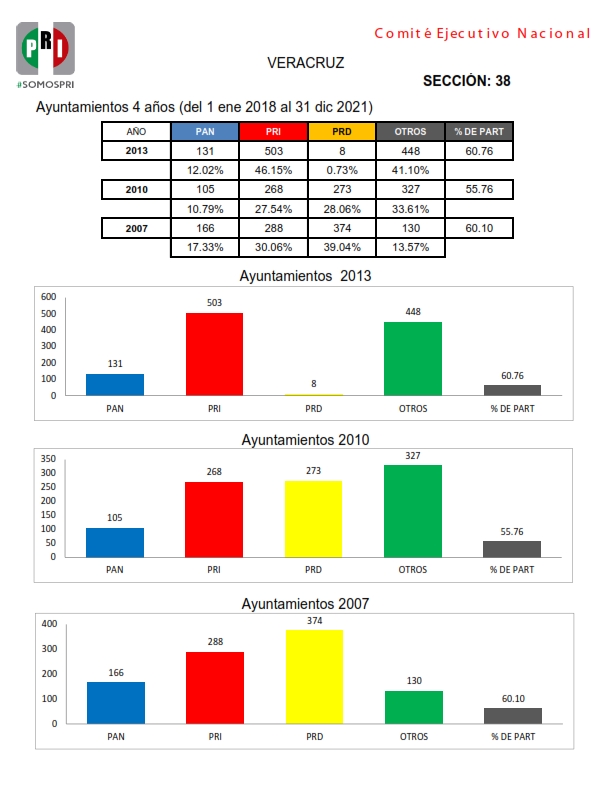 Comité Ejecutivo Nacional
PRI
#SOMOSPRI
VERACRUZ
SECCIÓN: 38
Ayuntamientos 4 años (del 1 ene 2018 al 31 dic 2021)
AÑO PAN PRI PRD OTROS % DE PART
2013 131 503 8 448 60.76
12.02% 46.15% 0.73% 41.10%
2010 105 268 273 327 55.76
10.79% 27.54% 28.06% 33.61%
2007 166 288 374 130 60.10
17.33% 30.06% 39.04% 13.57%
Ayuntamientos 2013
600
500
400
300
200
100
0
131 503 8 448 60.76
PAN PRI PRD OTROS % DE PART
Ayuntamientos 2010
350
300
250
200
150
100
50
0
105 268 273 327 55.76
PAN PRI PRD OTROS % DE PART
Ayuntamientos 2007
400
300
200
100
0
166 288 374 130 60.10
PAN PRI PRD OTROS % DE PART